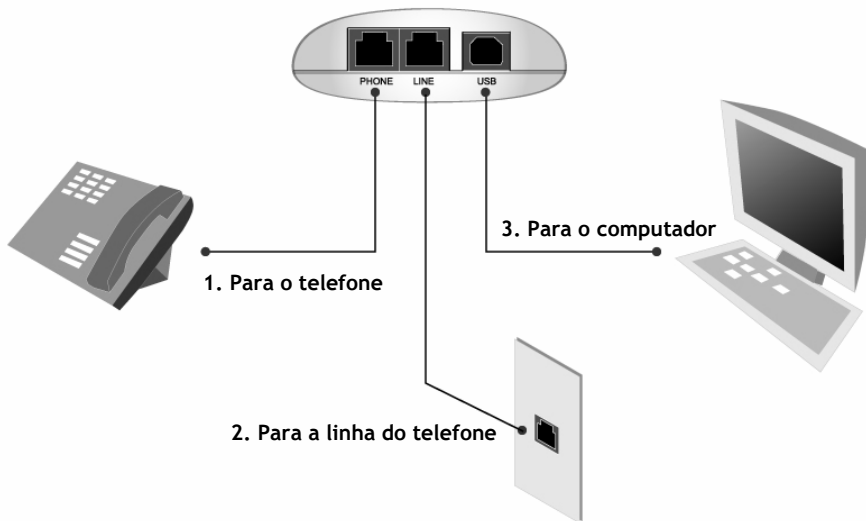 PHONE LINE USB
3. Para o computador
1. Para o telefone
2. Para a linha do telefone